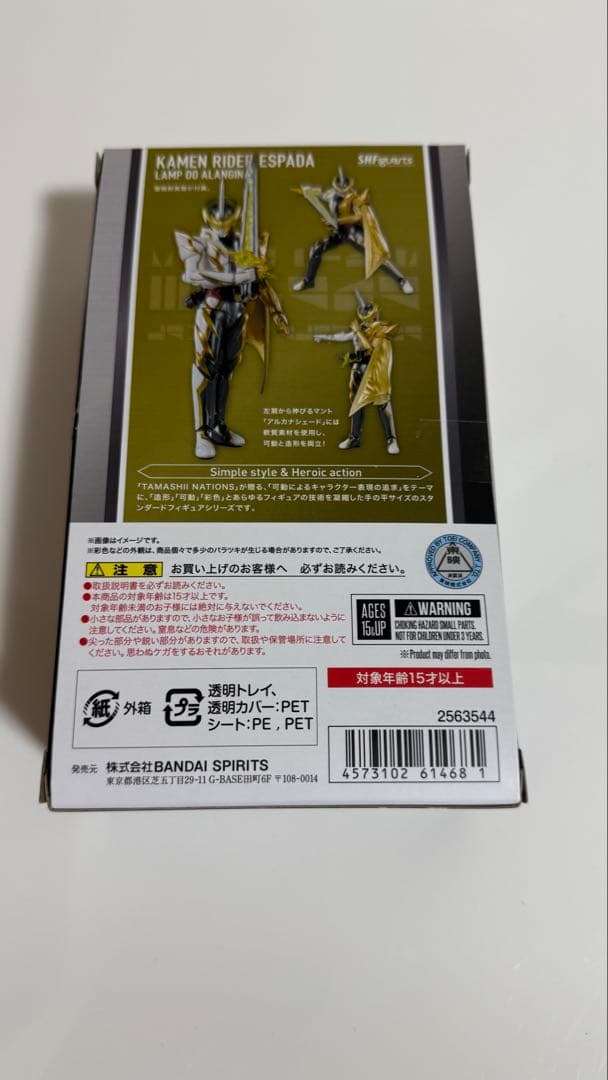 KAMEN RIDER ESPADA
LAMP DO ALANGINA
S.H.Figuarts
左肩から伸びるマント
「アルカナシェード」には
軟質素材を使用し、
可動と造形を両立!
Simple style & Heroic action
「TAMASHII NATIONS」が贈る、「可動によるキャラクター表現の追求」をテーマ
に、「造形」「可動」「彩色」とあらゆるフィギュアの技術を凝縮した手の平サイズのスタ
ンダードフィギュアシリーズです。
※画像はイメージです。
※彩色などの外観は、商品個々で多少のバラツキが生じる場合がありますので、ご了承ください。
注 意 お買い上げのお客様へ 必ずお読みください。
●取扱説明書を必ずお読みください。
●本商品の対象年齢は15才以上です。
対象年齢未満のお子様には絶対に与えないでください。
●小さな部品がありますので、小さなお子様が誤って飲み込まないように
注意してください。窒息などの危険があります。
●尖った部分や鋭い部分がありますので、取扱や保管場所に注意して
ください。思わぬケガをするおそれがあります。
APPROVED BY TOEI COMPANY, LTD.
東映
AGES
15&UP
WARNING
CHOKING HAZARD SMALL PARTS.
NOT FOR CHILDREN UNDER 3 YEARS.
※Product may differ from photo.
対象年齢15才以上
紙 外箱
プラ
透明トレイ、
透明カバー:PET
シート:PE , PET
2563544
4573102 61468 1
発売元 株式会社BANDAI SPIRITS
東京都港区芝五丁目29-11 G-BASE田町6F 〒108-0014